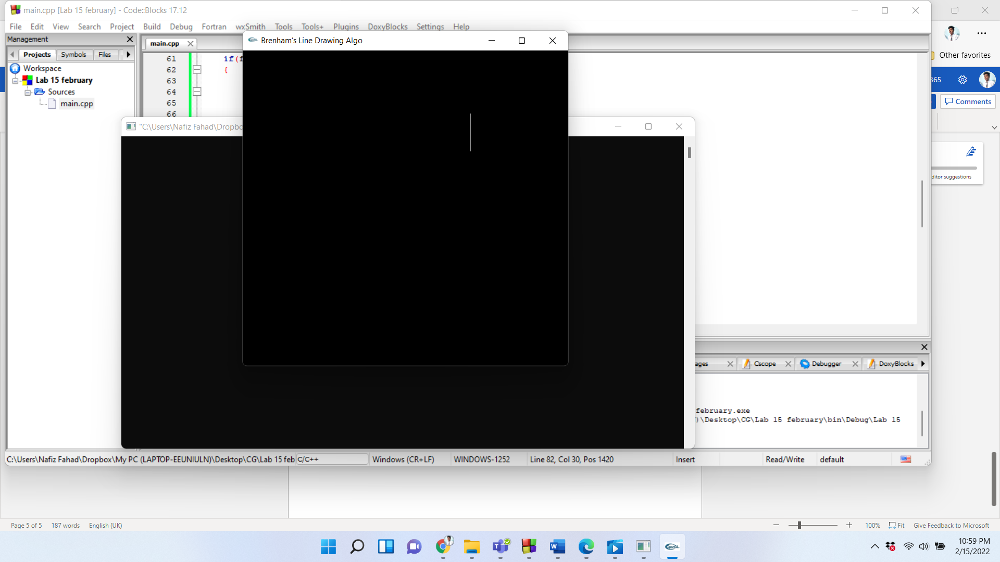 main.cpp [Lab 15 february] - Code::Blocks 17.12
File Edit View Search Project Build Debug Fortran wxSmith Tools Tools+ Plugins DoxyBlocks Settings Help
Management
main.cpp
Projects Symbols Files
Workspace
Lab 15 february
Sources
main.cpp
61 if(f
62 {
63
64
65
66
Brenham's Line Drawing Algo
"C:\Users\Nafiz Fahad\Dropbo
Other favorites
365
Comments
ditor suggestions
ages Cscope Debugger DoxyBlocks
february.exe
)\Desktop\CG\Lab 15 february\bin\Debug\Lab 15
C:\Users\Nafiz Fahad\Dropbox\My PC (LAPTOP-EEUNIULN)\Desktop\CG\Lab 15 feb C/C++ Windows (CR+LF) WINDOWS-1252 Line 82, Col 30, Pos 1420 Insert Read/Write default
Page 5 of 5 187 words English (UK) 100% Fit Give Feedback to Microsoft
OpenGL
10:59 PM
2/15/2022